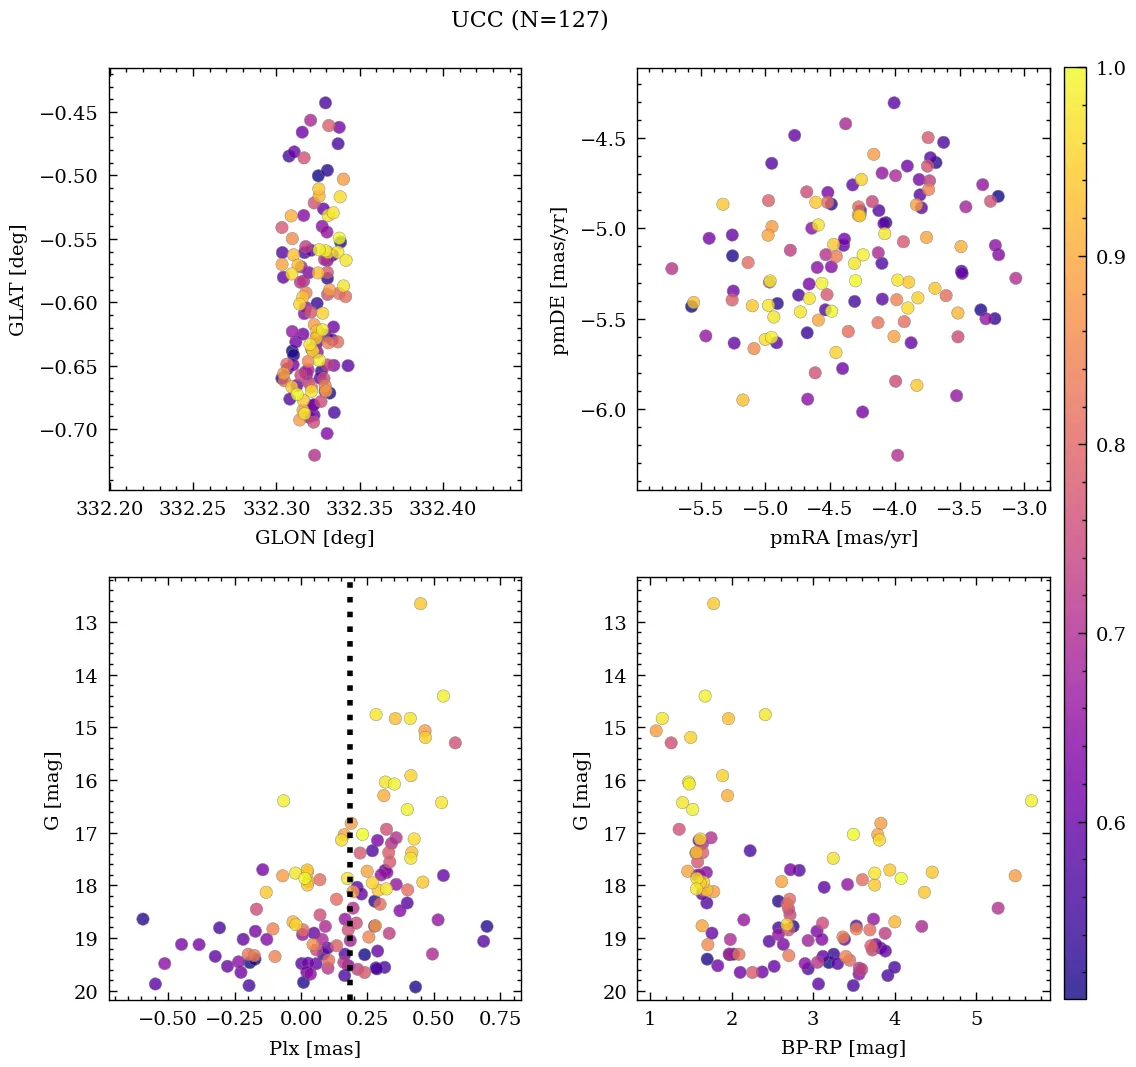 UCC (N=127)
−0.45
−0.50
−0.55
−0.60
−0.65
−0.70
GLAT [deg]
332.20 332.25 332.30 332.35 332.40
GLON [deg]
−4.5
−5.0
−5.5
−6.0
pmDE [mas/yr]
−5.5 −5.0 −4.5 −4.0 −3.5 −3.0
pmRA [mas/yr]
1.0
0.9
0.8
0.7
0.6
13
14
15
16
17
18
19
20
G [mag]
−0.50 −0.25 0.00 0.25 0.50 0.75
Plx [mas]
13
14
15
16
17
18
19
20
G [mag]
1 2 3 4 5
BP-RP [mag]